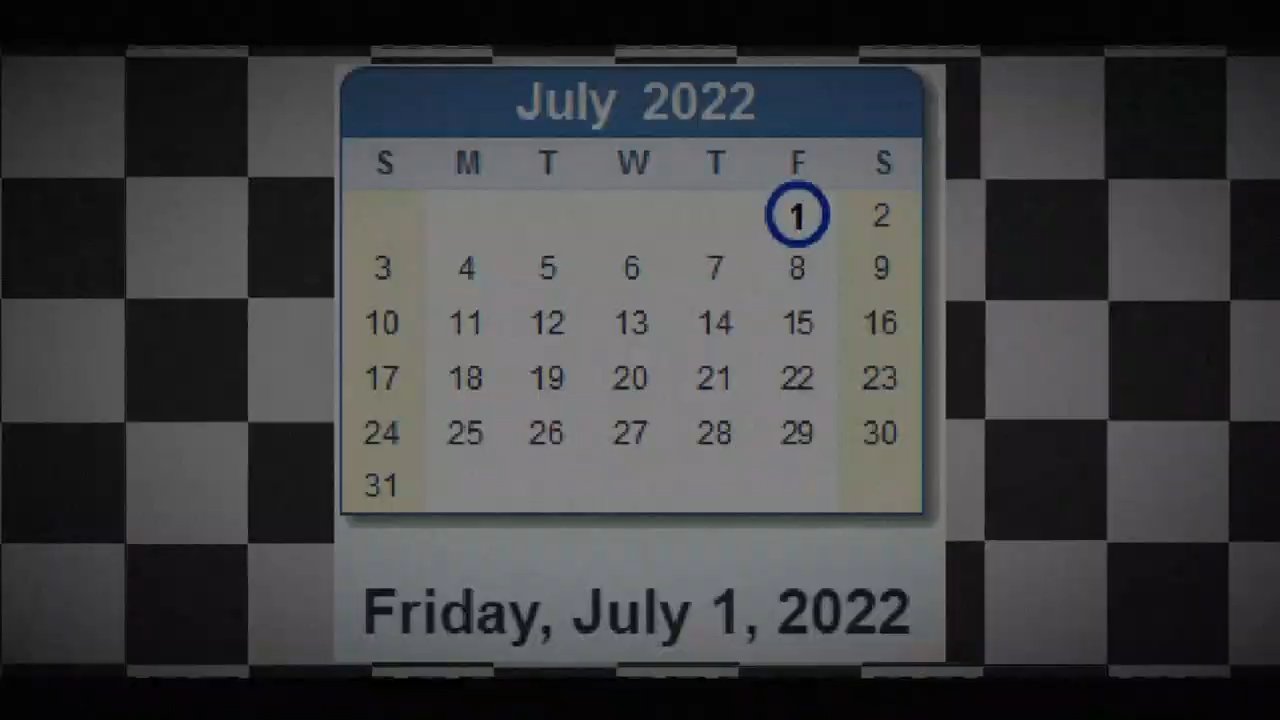 July 2022
S M T W T F S
1 2
3 4 5 6 7 8 9
10 11 12 13 14 15 16
17 18 19 20 21 22 23
24 25 26 27 28 29 30
31
Friday, July 1, 2022